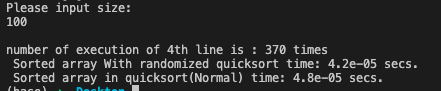 Please input size:
100
number of execution of 4th line is : 370 times
Sorted array With randomized quicksort time: 4.2e-05 secs.
Sorted array in quicksort(Normal) time: 4.8e-05 secs.
(base) Desktop